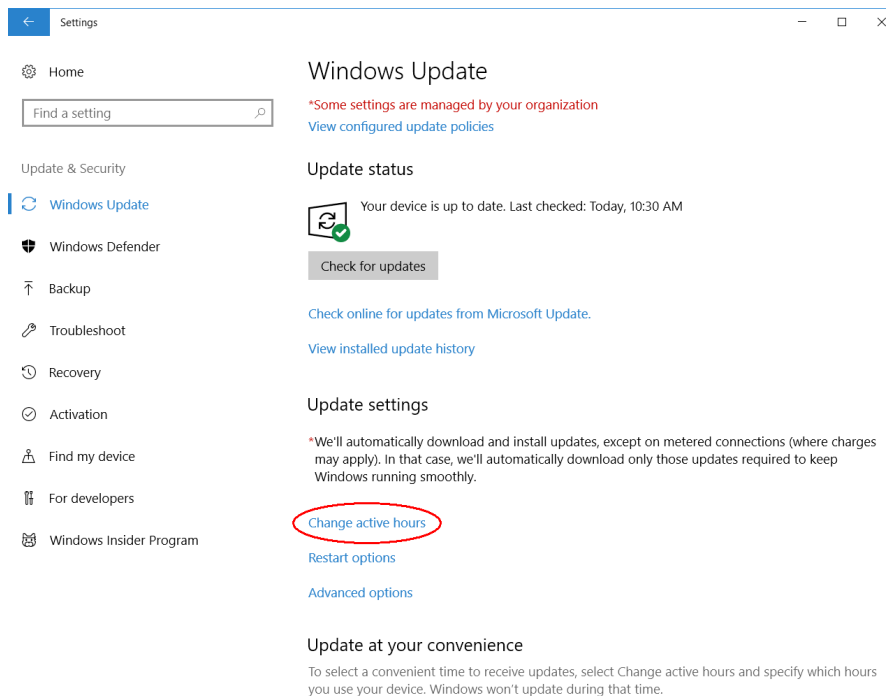 Settings
Home
Find a setting
Update & Security
Windows Update
Windows Defender
Backup
Troubleshoot
Recovery
Activation
Find my device
For developers
Windows Insider Program
Windows Update
*Some settings are managed by your organization
View configured update policies
Update status
Your device is up to date. Last checked: Today, 10:30 AM
Check for updates
Check online for updates from Microsoft Update.
View installed update history
Update settings
*We'll automatically download and install updates, except on metered connections (where charges
may apply). In that case, we'll automatically download only those updates required to keep
Windows running smoothly.
Change active hours
Restart options
Advanced options
Update at your convenience
To select a convenient time to receive updates, select Change active hours and specify which hours
you use your device. Windows won't update during that time.